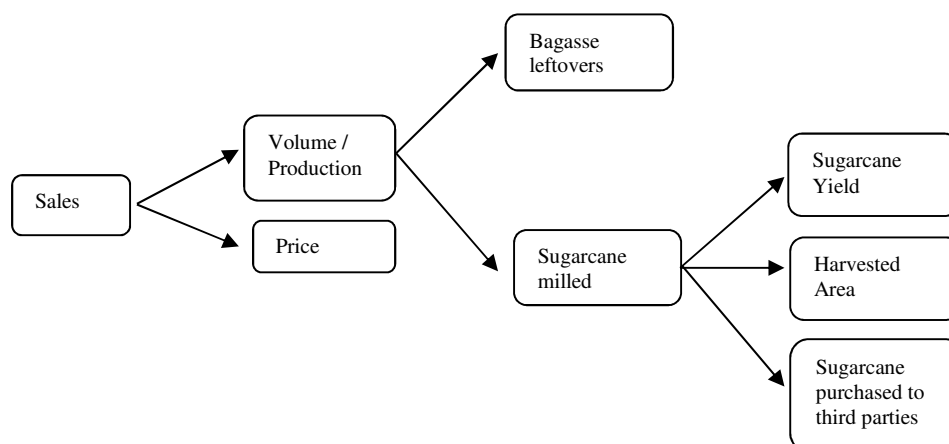 Bagasse
leftovers
Volume /
Production
Sugarcane
Yield
Sales
Price
Sugarcane
milled
Harvested
Area
Sugarcane
purchased to
third parties